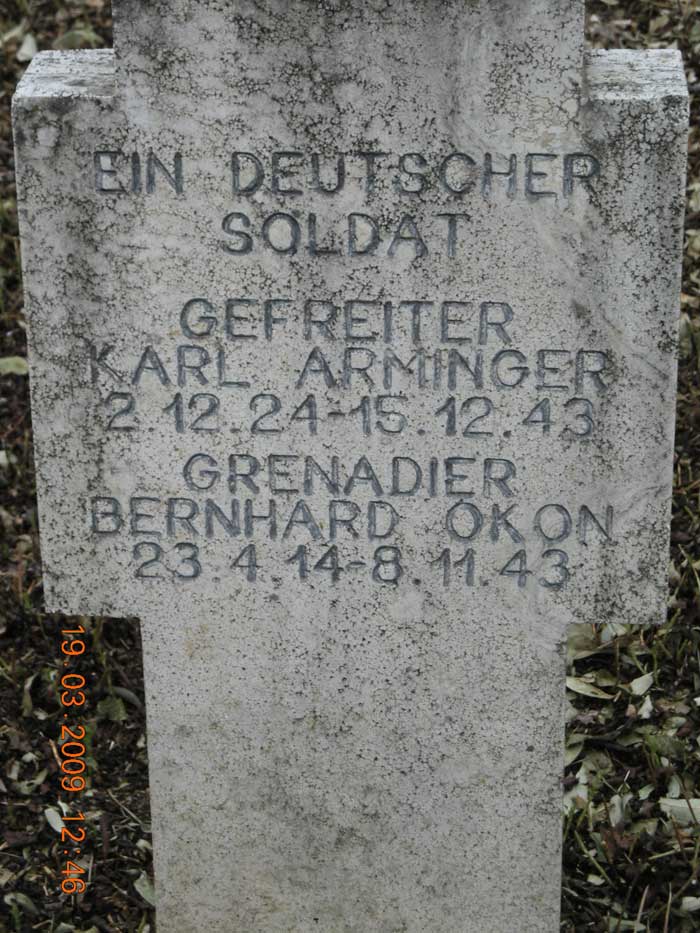 EIN DEUTSCHER
SOLDAT
GEFREITER
KARL ARMINGER
2.12.24-15.12.43
GRENADIER
BERNHARD OKON
23.4.14-8.11.43
19.03.2009 12:46